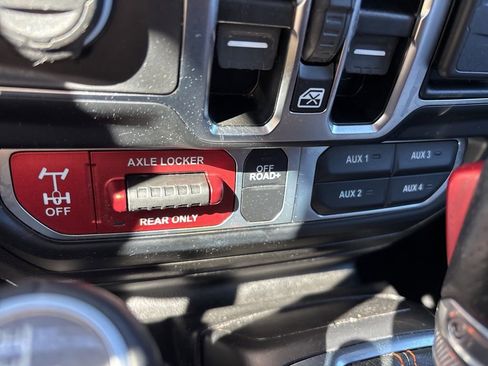 OFF
AXLE LOCKER
REAR ONLY
OFF
ROAD+
AUX 1
AUX 2
AUX 3
AUX 4